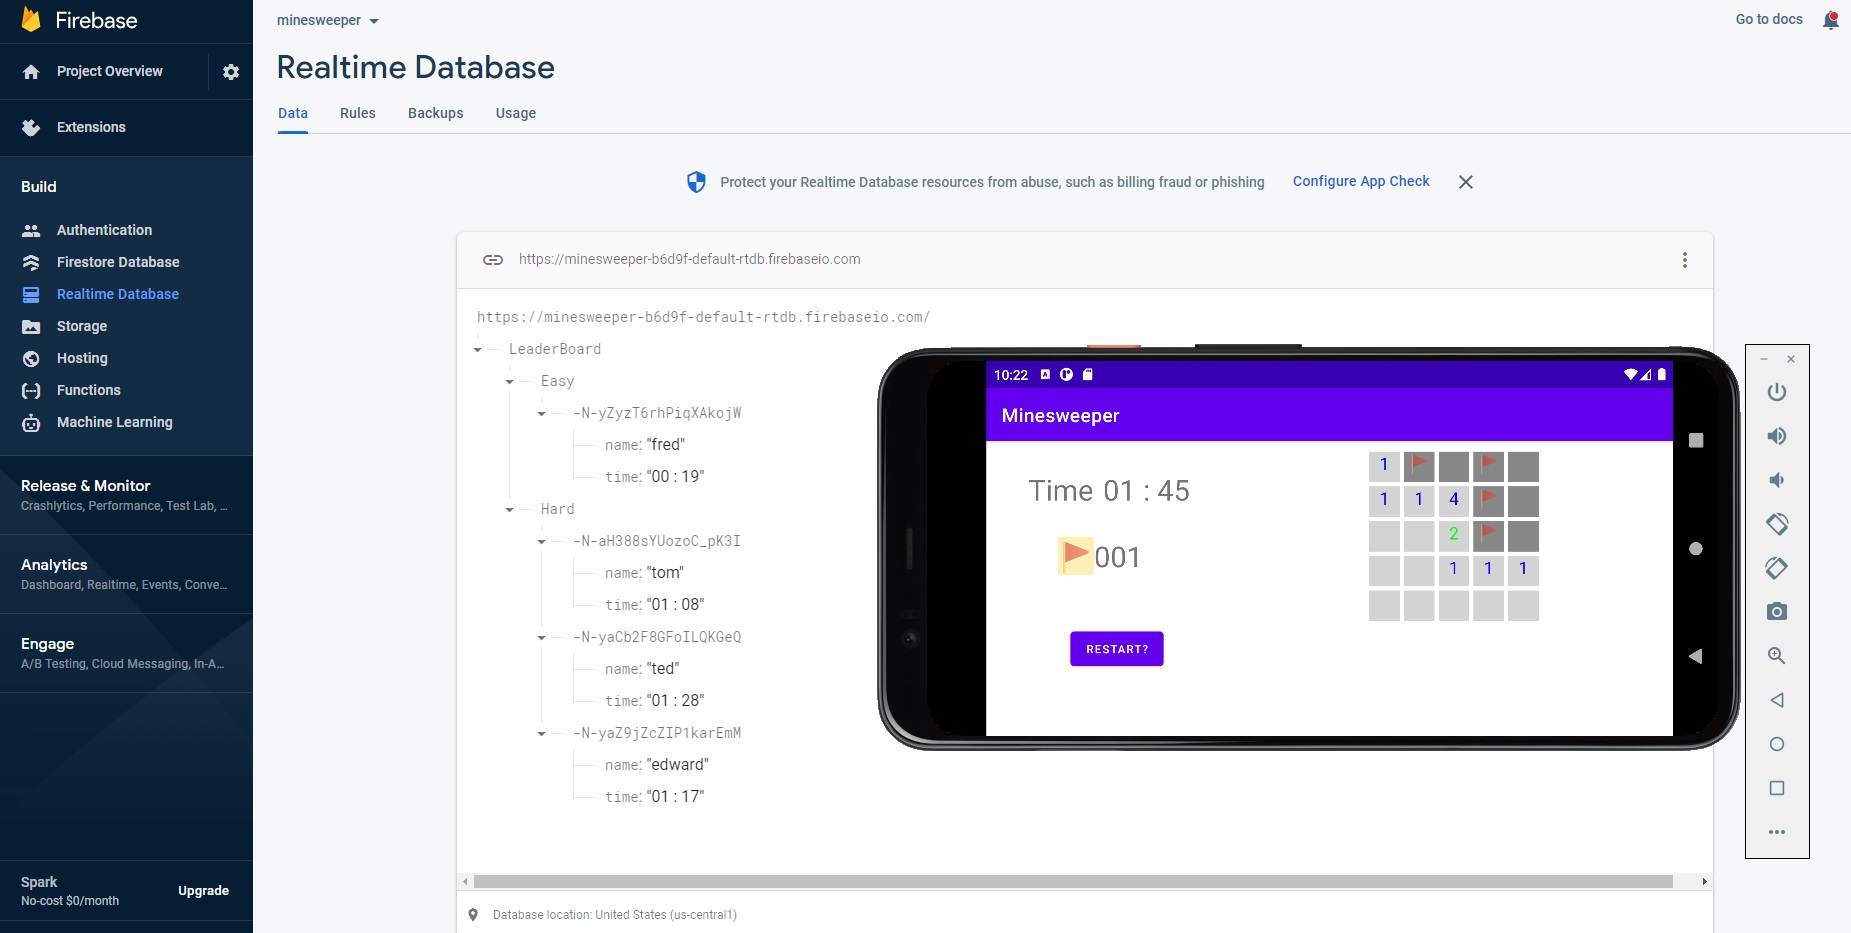 Firebase
Project Overview
Extensions
Build
Authentication
Firestore Database
Realtime Database
Storage
Hosting
Functions
Machine Learning
Release & Monitor
Crashlytics, Performance, Test Lab, ...
Analytics
Dashboard, Realtime, Events, Conve...
Engage
A/B Testing, Cloud Messaging, In-A...
Spark
No-cost $0/month
Upgrade
minesweeper
Go to docs
Realtime Database
Data Rules Backups Usage
Protect your Realtime Database resources from abuse, such as billing fraud or phishing Configure App Check
https://minesweeper-b6d9f-default-rtdb.firebaseio.com
https://minesweeper-b6d9f-default-rtdb.firebaseio.com/
LeaderBoard
Easy
-N-yZyzT6rhPiqXAkojW
name: "fred"
time: "00 : 19"
Hard
-N-aH388sYUozoC_pK3I
name: "tom"
time: "01 : 08"
-N-yaCb2F8GFoILQKGeQ
name: "ted"
time: "01 : 28"
-N-yaZ9jZcZIP1karEmM
name: "edward"
time: "01 : 17"
Database location: United States (us-central1)
10:22
Minesweeper
Time 01 : 45
001
RESTART?
1
1 1 4
2
1 1 1